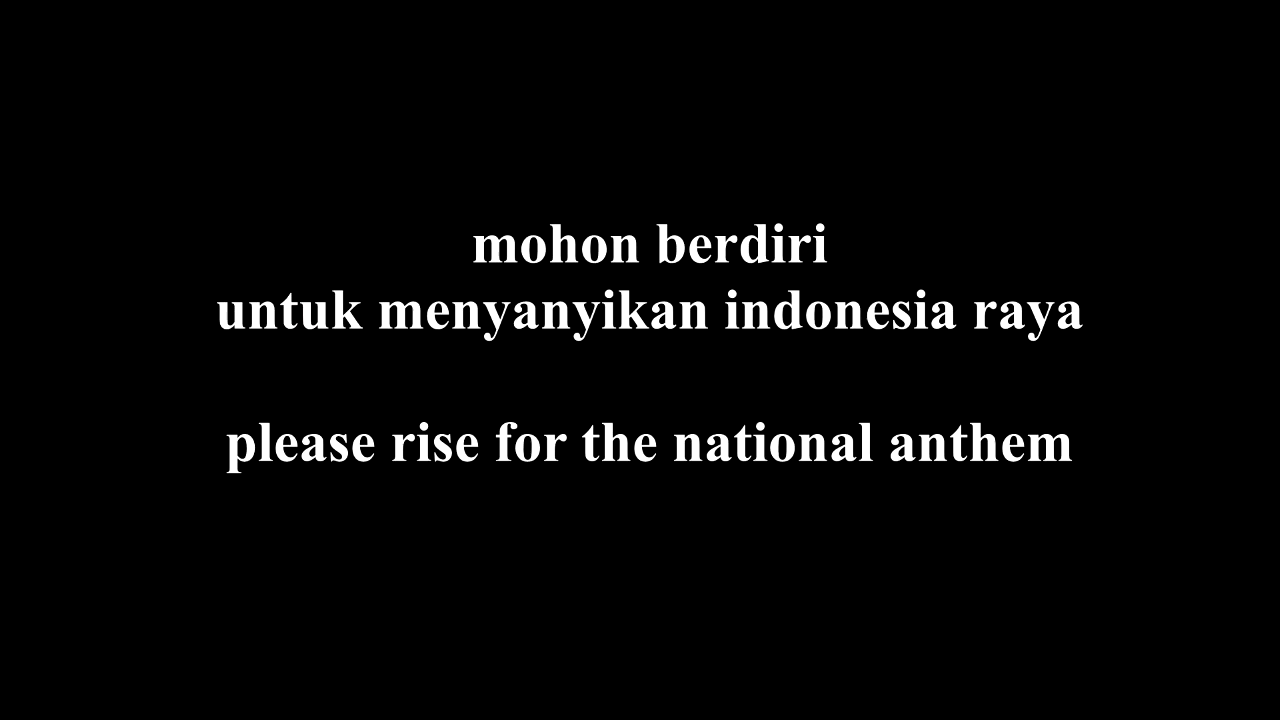 mohon berdiri
untuk menyanyikan indonesia raya
please rise for the national anthem